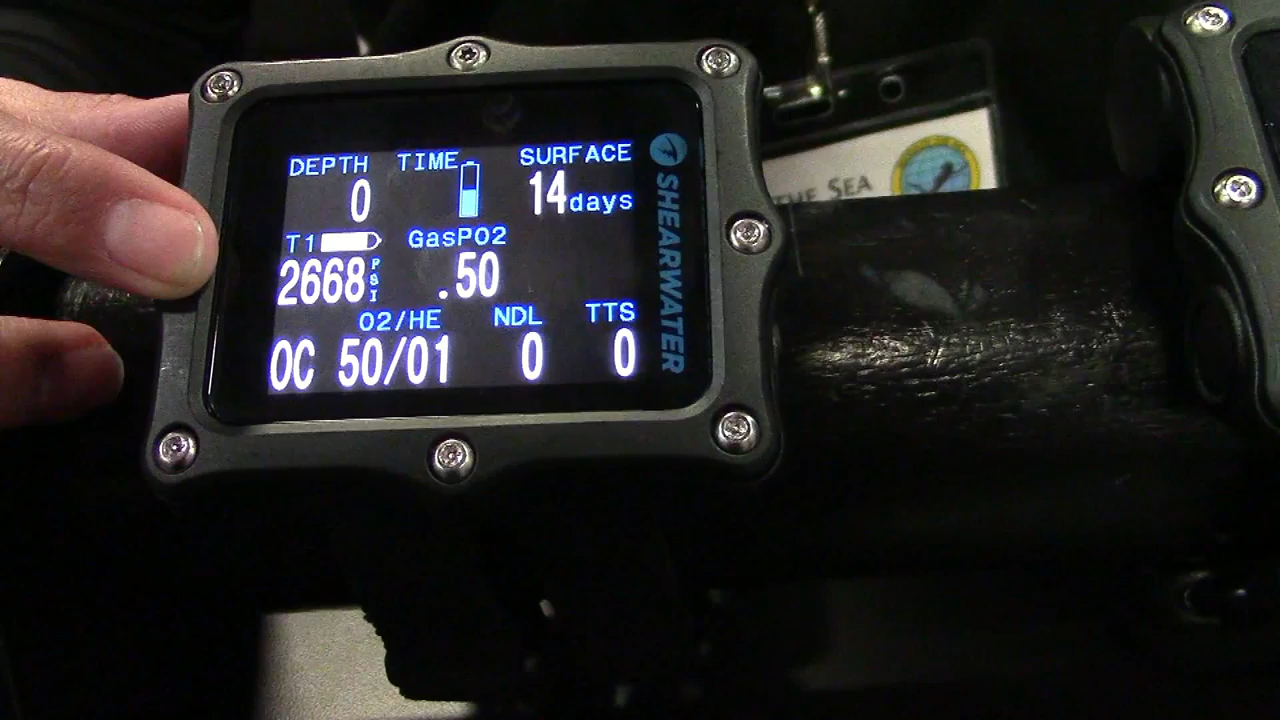 DEPTH TIME SURFACE
0 14days
T1 GasPO2
2668 PSI .50
O2/HE NDL TTS
OC 50/01 0 0
SHEARWATER
THE SEA